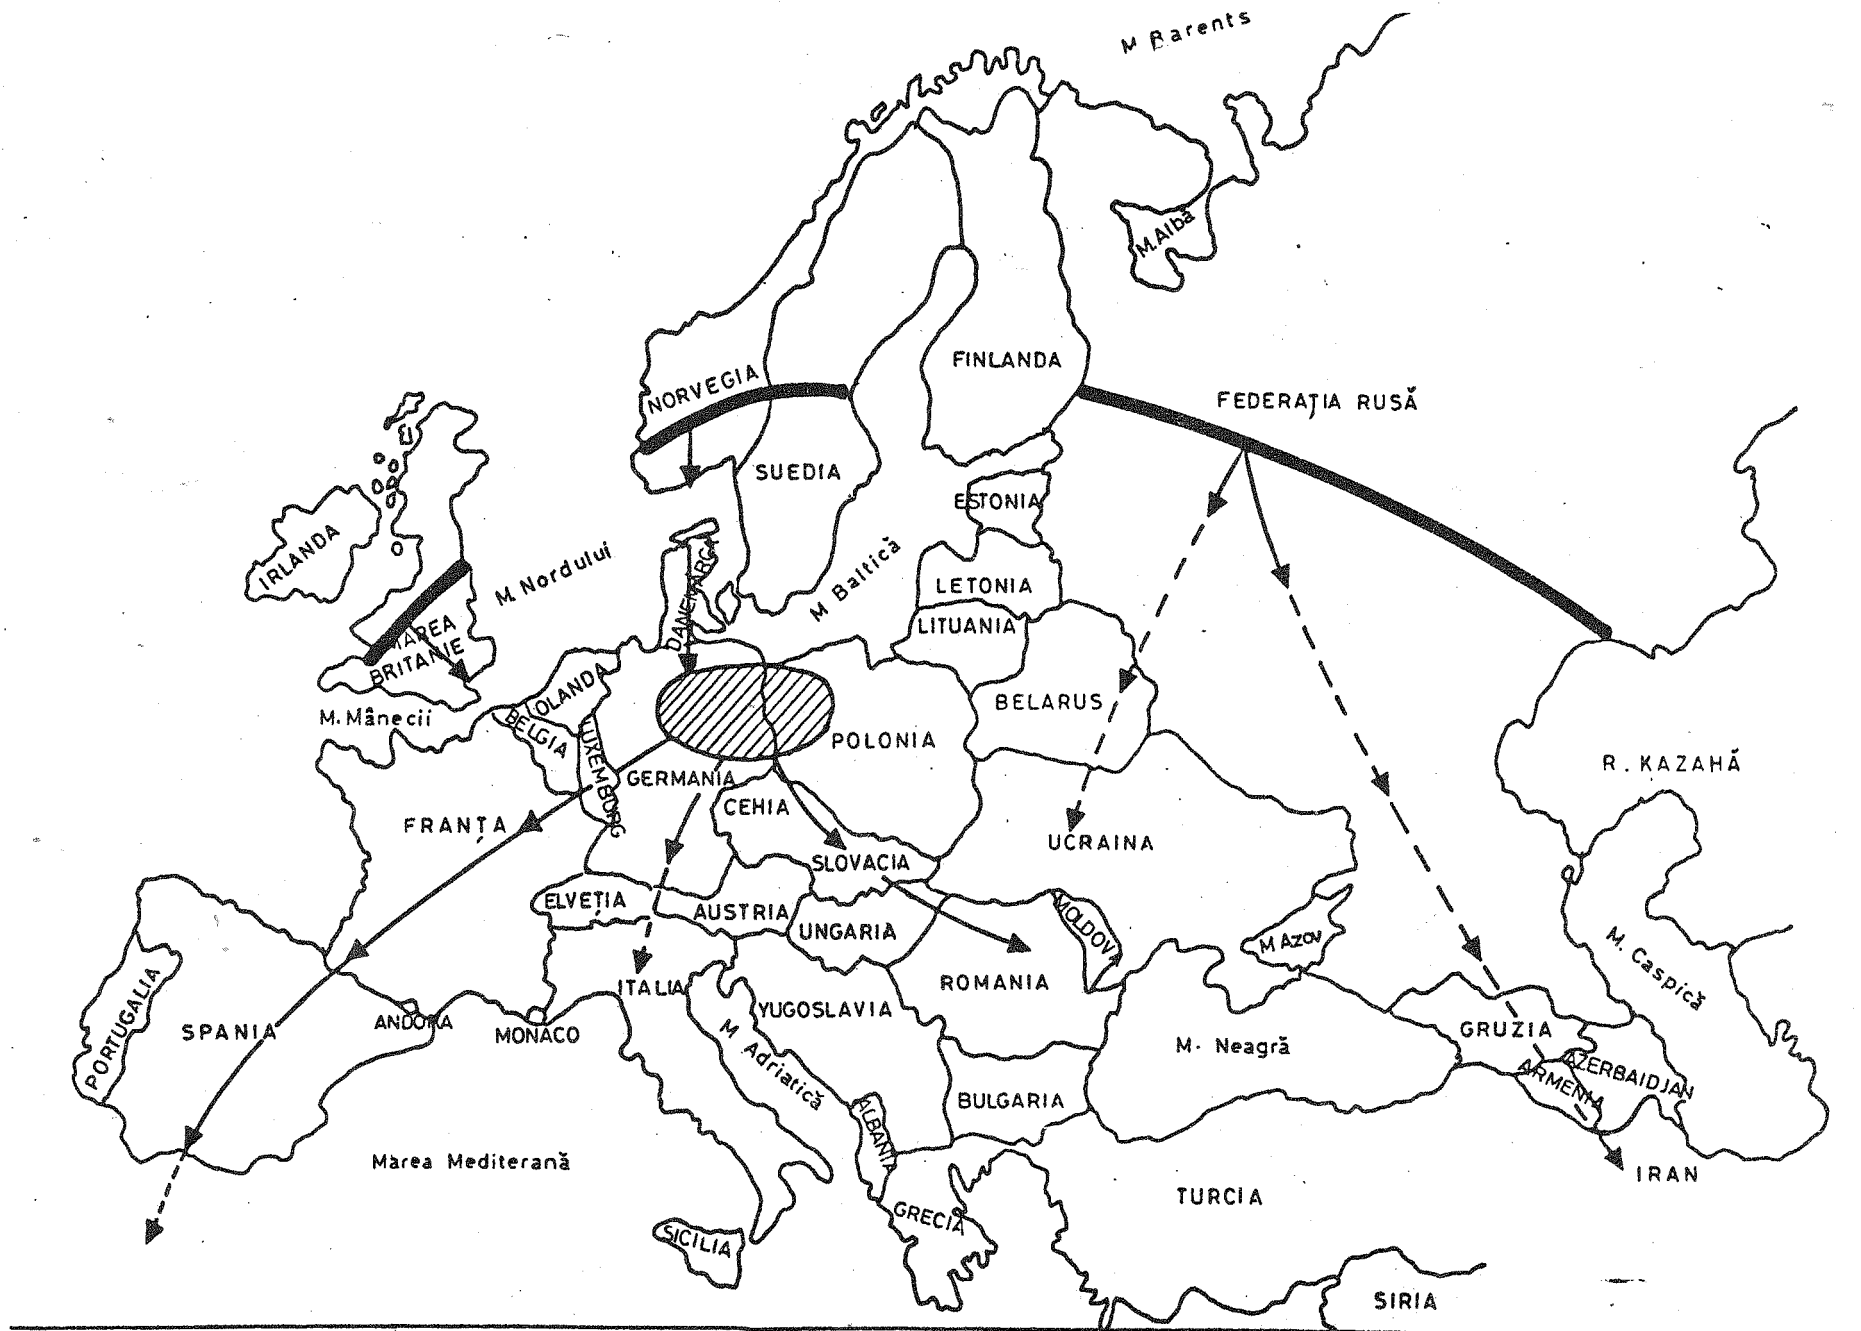 M Barents
M. Albă
FINLANDA
NORVEGIA
FEDERAȚIA RUSĂ
SUEDIA
ESTONIA
IRLANDA
M. Nordului
M Baltică
DANEMARCA
LETONIA
LITUANIA
MAREA
BRITANIE
OLANDA
BELARUS
M. Mânecii
BELGIA
POLONIA
LUXEMBURG
R. KAZAHĂ
GERMANIA
CEHIA
FRANȚA
UCRAINA
SLOVACIA
ELVEȚIA
AUSTRIA
MOLDOV
UNGARIA
M Azov
M. Caspică
ITALIA
ROMANIA
YUGOSLAVIA
PORTUGALIA
SPANIA
ANDORA
MONACO
M Adriatică
M. Neagră
GRUZIA
AZERBAIDJAN
ARMENIA
BULGARIA
ALBANIA
Marea Mediterană
IRAN
TURCIA
GRECIA
SICILIA
SIRIA